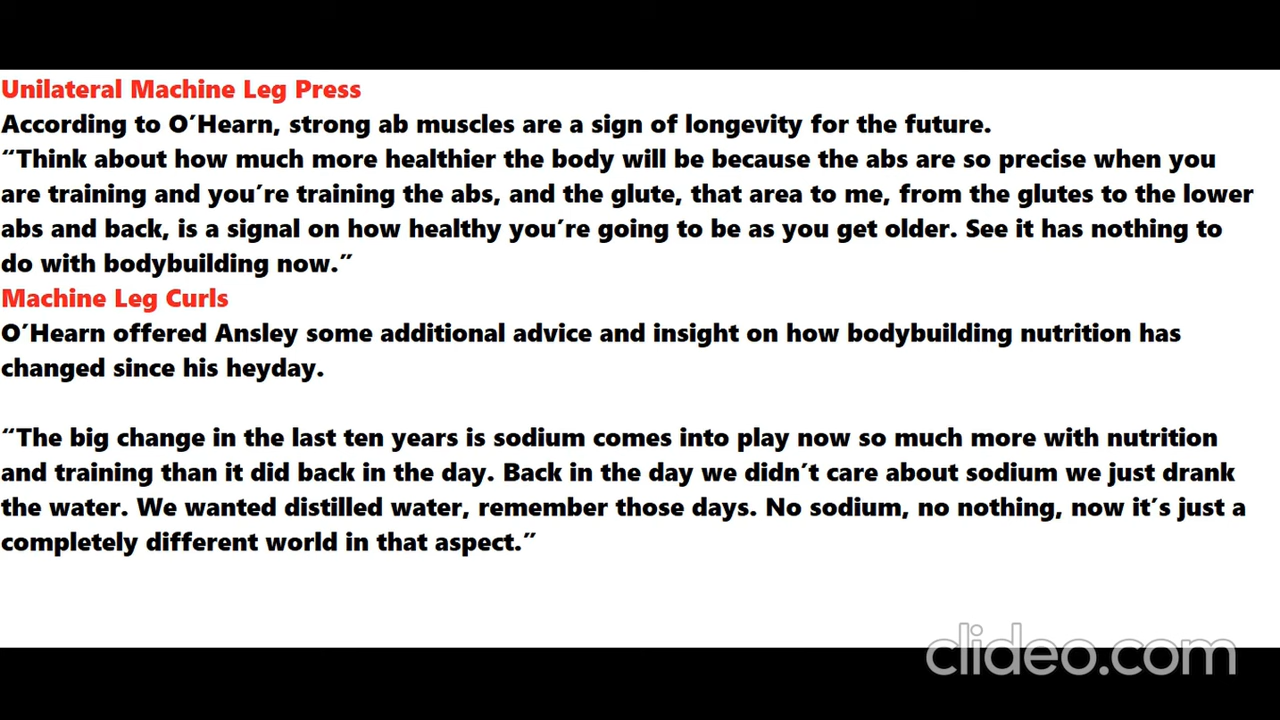 Unilateral Machine Leg Press
According to O’Hearn, strong ab muscles are a sign of longevity for the future.
“Think about how much more healthier the body will be because the abs are so precise when you
are training and you’re training the abs, and the glute, that area to me, from the glutes to the lower
abs and back, is a signal on how healthy you’re going to be as you get older. See it has nothing to
do with bodybuilding now.”
Machine Leg Curls
O’Hearn offered Ansley some additional advice and insight on how bodybuilding nutrition has
changed since his heyday.
“The big change in the last ten years is sodium comes into play now so much more with nutrition
and training than it did back in the day. Back in the day we didn’t care about sodium we just drank
the water. We wanted distilled water, remember those days. No sodium, no nothing, now it’s just a
completely different world in that aspect.”
clideo.com